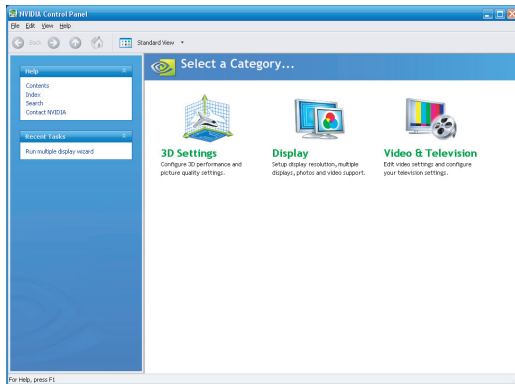 NVIDIA Control Panel
File Edit View Help
Back Standard View
Help
Contents
Index
Search
Contact NVIDIA
Recent Tasks
Run multiple display wizard
Select a Category...
3D Settings
Configure 3D performance and
picture quality settings.
Display
Setup display resolution, multiple
displays, photos and video support.
Video & Television
Edit video settings and configure
your television settings.
For Help, press F1